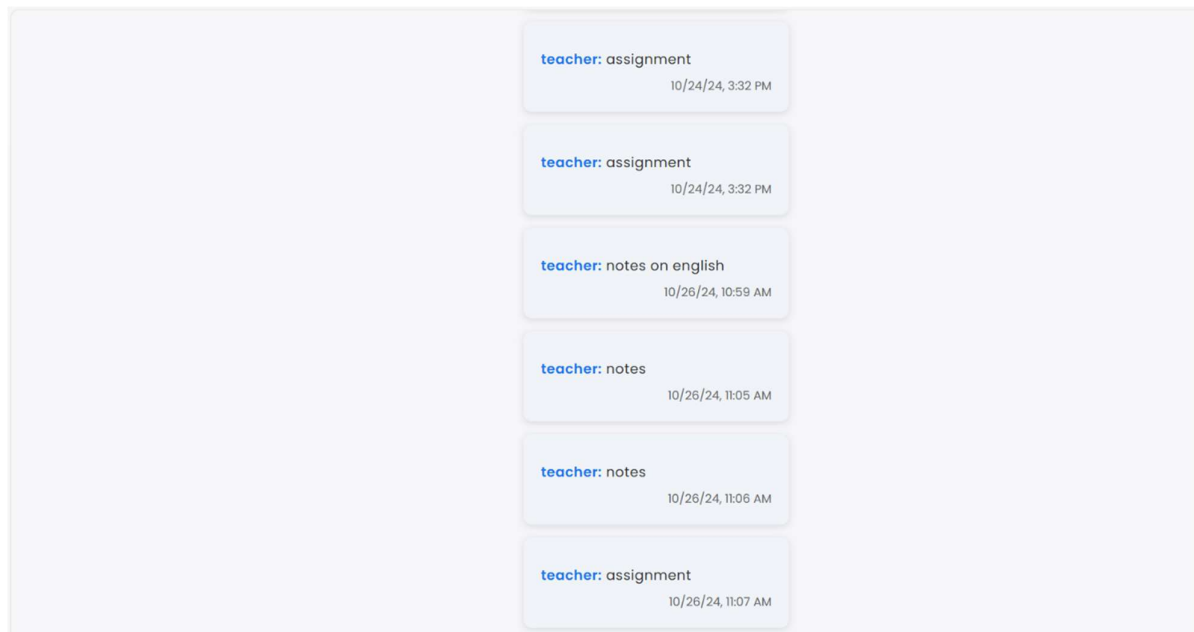 teacher: assignment
10/24/24, 3:32 PM
teacher: assignment
10/24/24, 3:32 PM
teacher: notes on english
10/26/24, 10:59 AM
teacher: notes
10/26/24, 11:05 AM
teacher: notes
10/26/24, 11:06 AM
teacher: assignment
10/26/24, 11:07 AM